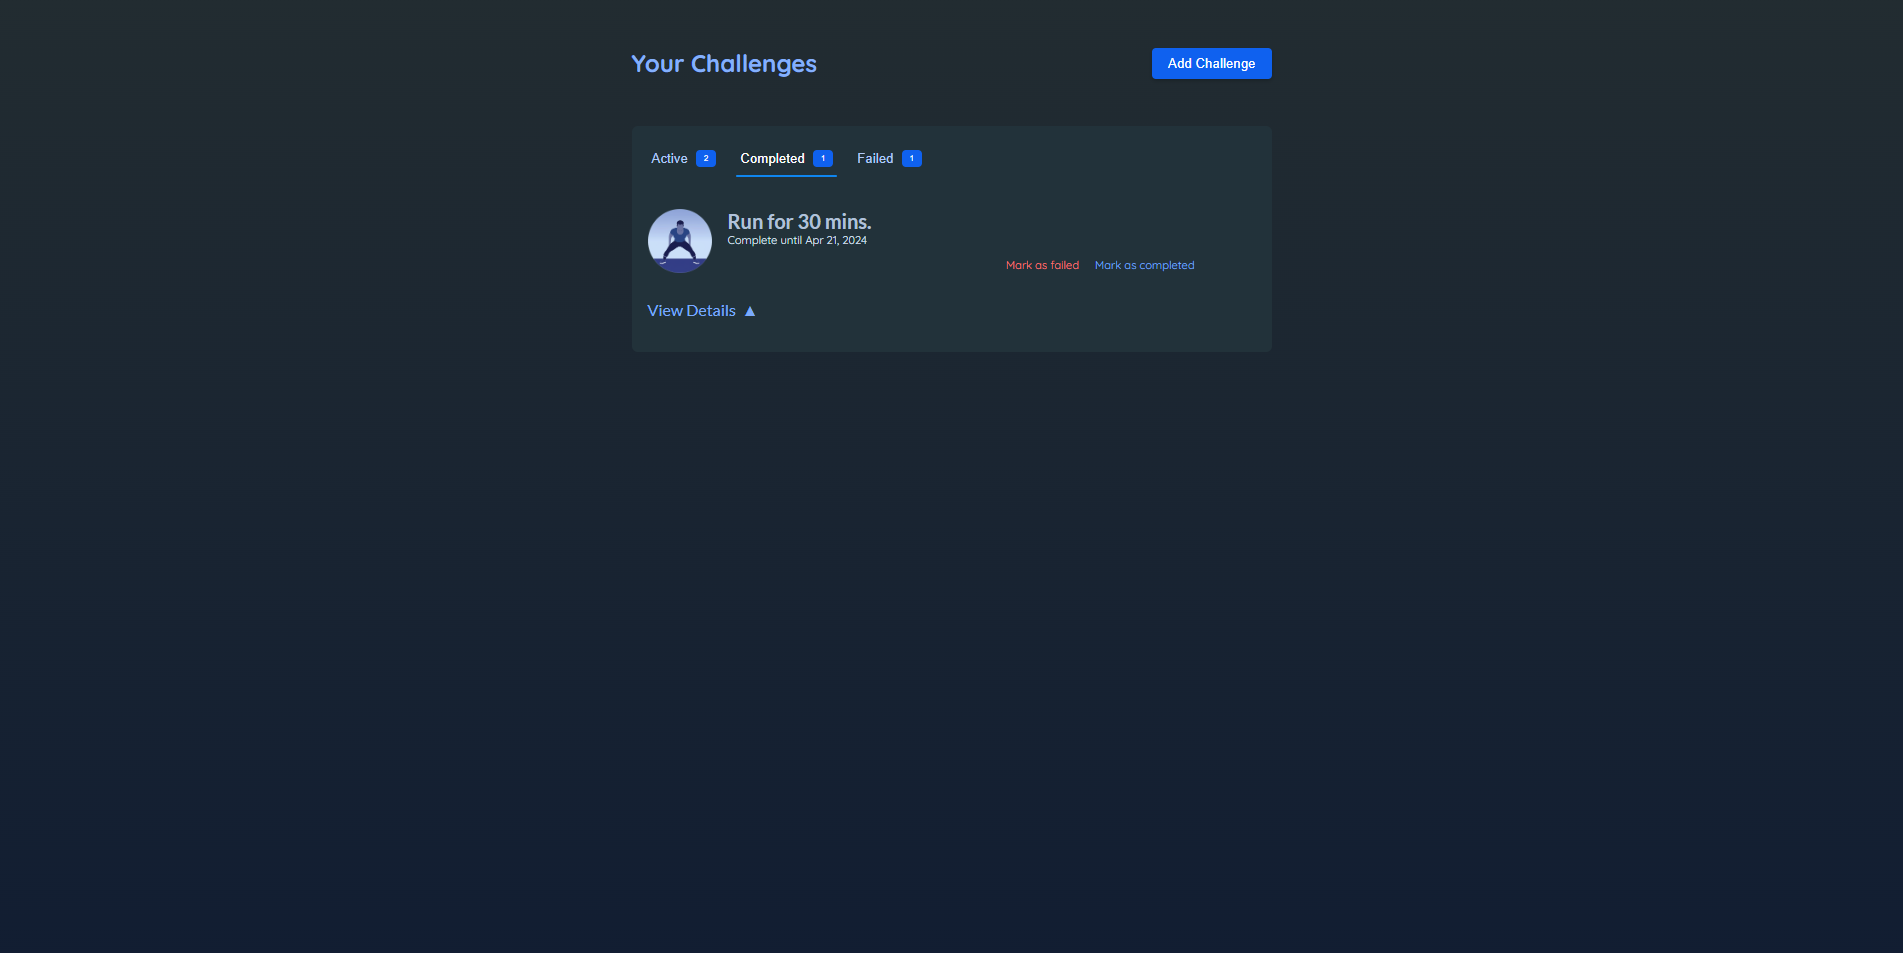 Your Challenges
Add Challenge
Active 2 Completed 1 Failed 1
Run for 30 mins.
Complete until Apr 21, 2024
Mark as failed Mark as completed
View Details ▲